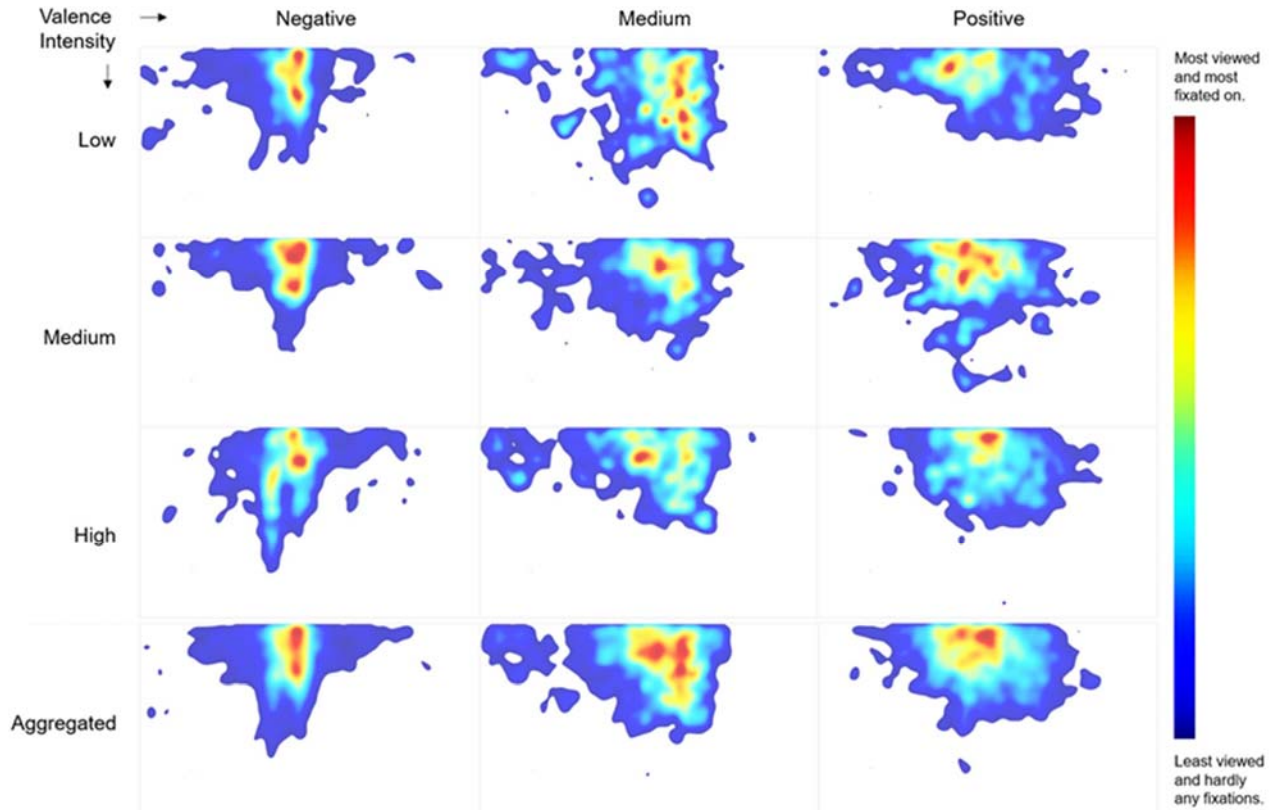 Valence →
Intensity
↓
Negative
Medium
Positive
Low
Medium
High
Aggregated
Most viewed
and most
fixated on.
Least viewed
and hardly
any fixations.